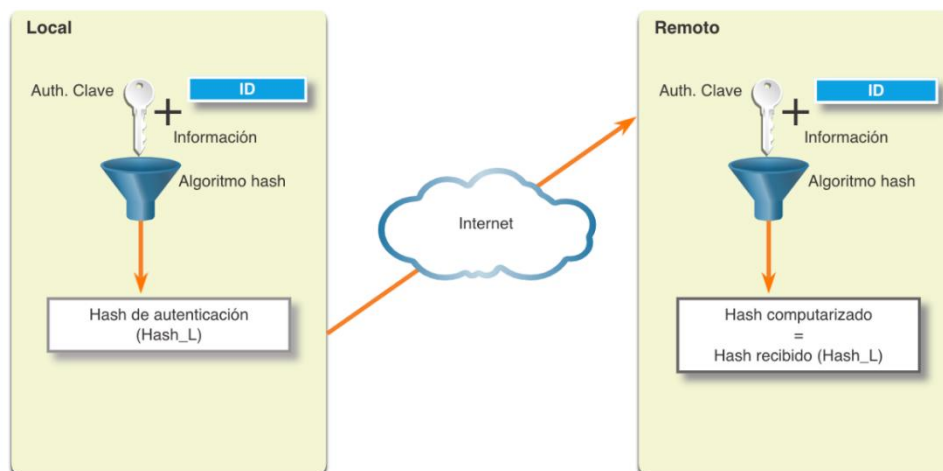 Local
Auth. Clave
ID
Información
Algoritmo hash
Hash de autenticación
(Hash_L)
Internet
Remoto
Auth. Clave
ID
Información
Algoritmo hash
Hash computarizado
=
Hash recibido (Hash_L)